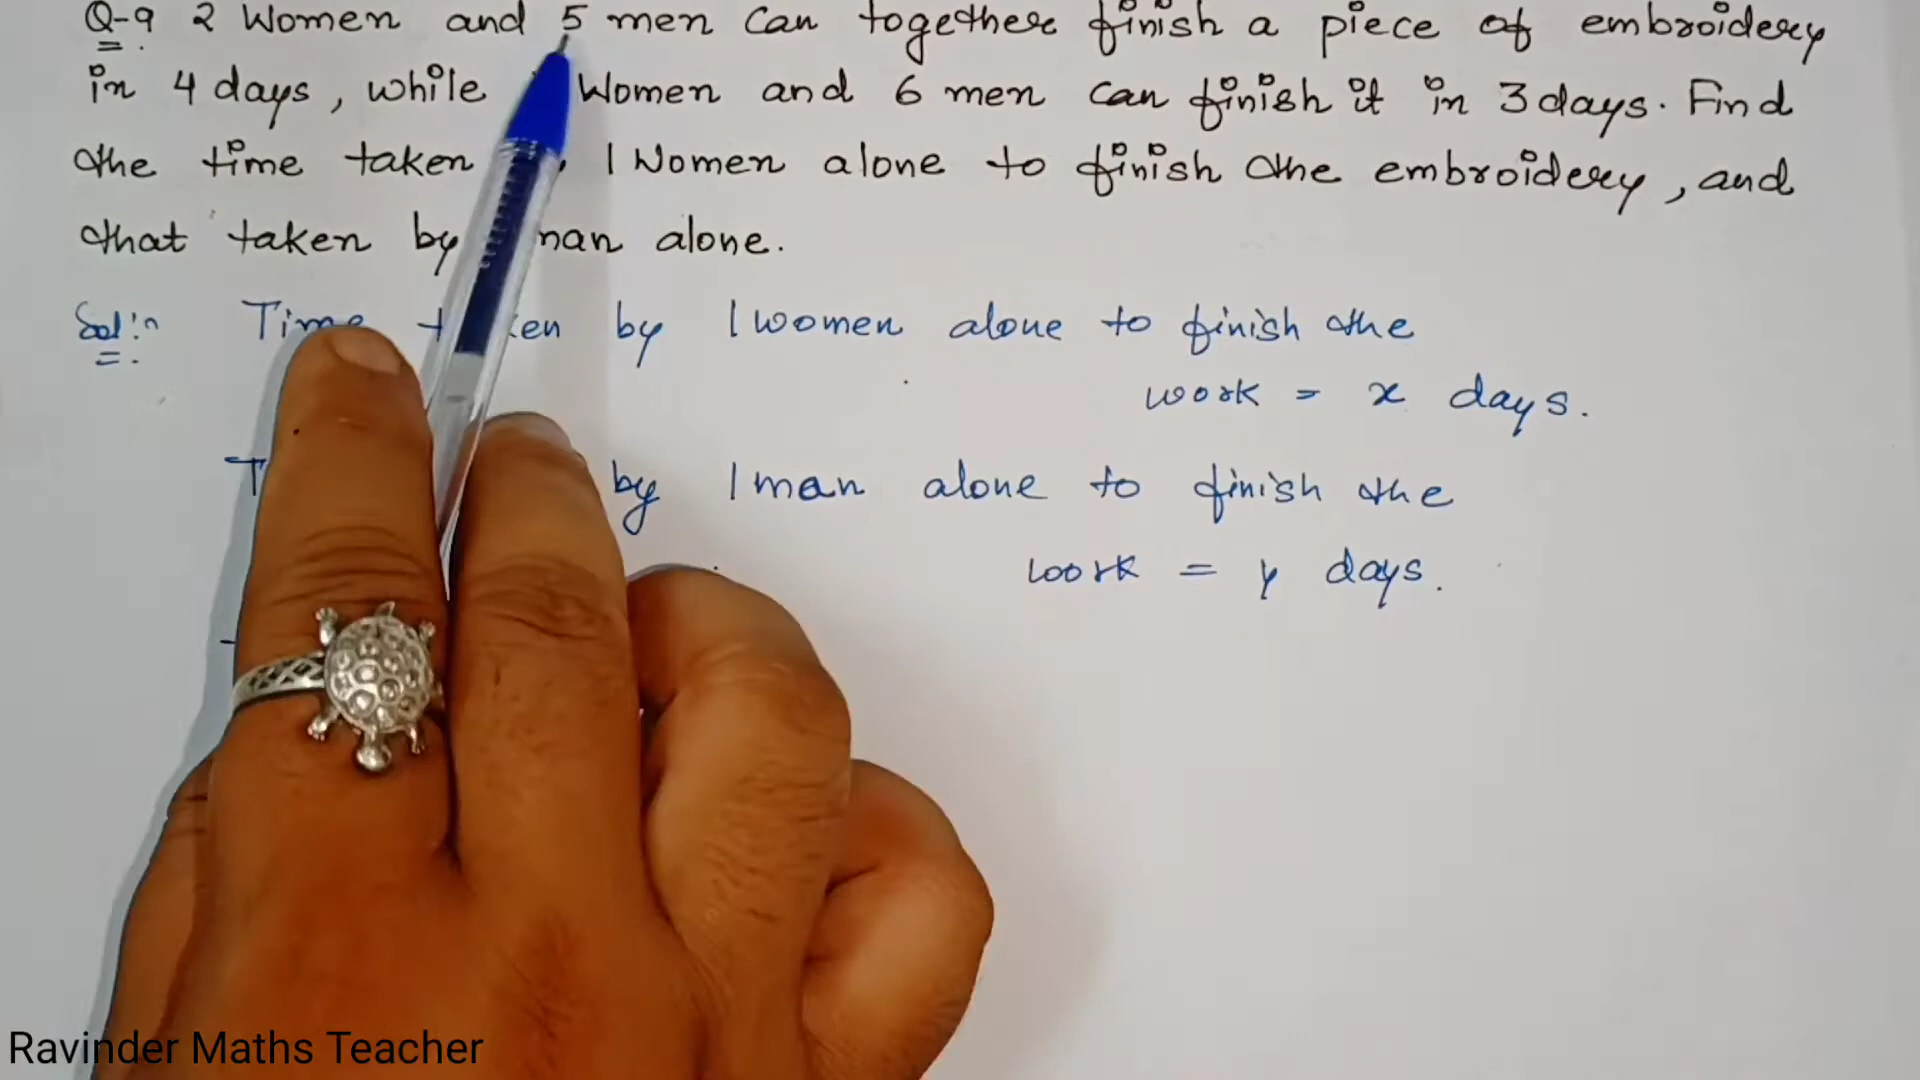 Q-9 2 Women and 5 men can together finish a piece of embroidery
in 4 days, while Women and 6 men can finish it in 3 days. Find
the time taken 1 Women alone to finish the embroidery, and
that taken by man alone.
Sol:n Time by 1 women alone to finish the
work = x days.
by 1 man alone to finish the
work = y days.
Ravinder Maths Teacher